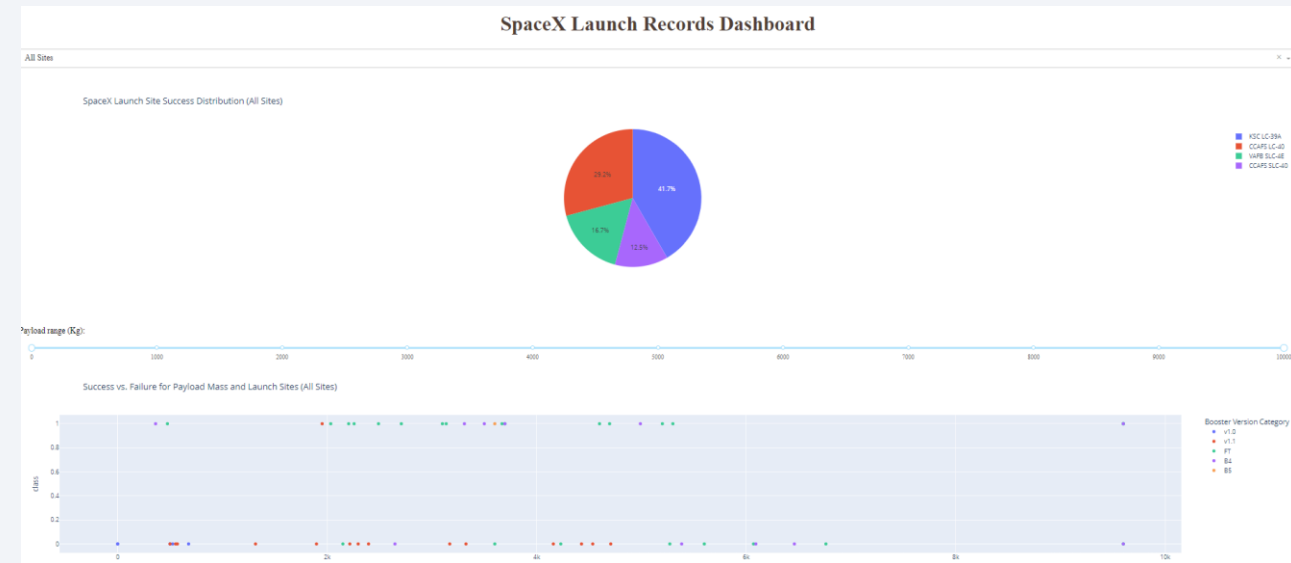 SpaceX Launch Records Dashboard
All Sites
SpaceX Launch Site Success Distribution (All Sites)
KSC LC-39A
CCAFS LC-40
VAFB SLC-4E
CCAFS SLC-40
29.2%
41.7%
16.7%
12.5%
Payload range (Kg):
0 1000 2000 3000 4000 5000 6000 7000 8000 9000 10000
Success vs. Failure for Payload Mass and Launch Sites (All Sites)
Booster Version Category
v1.0
v1.1
FT
B4
B5
class
1
0.8
0.6
0.4
0.2
0
0 2k 4k 6k 8k 10k